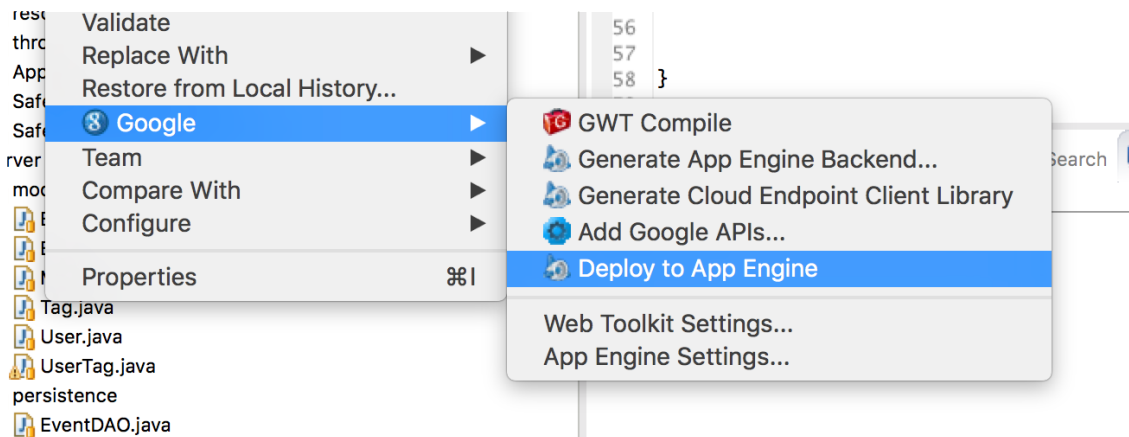 Validate
Replace With
Restore from Local History...
Google
Team
Compare With
Configure
Properties ⌘I
Tag.java
User.java
UserTag.java
persistence
EventDAO.java
56
57
58 }
GWT Compile
Generate App Engine Backend...
Generate Cloud Endpoint Client Library
Add Google APIs...
Deploy to App Engine
Web Toolkit Settings...
App Engine Settings...
Search